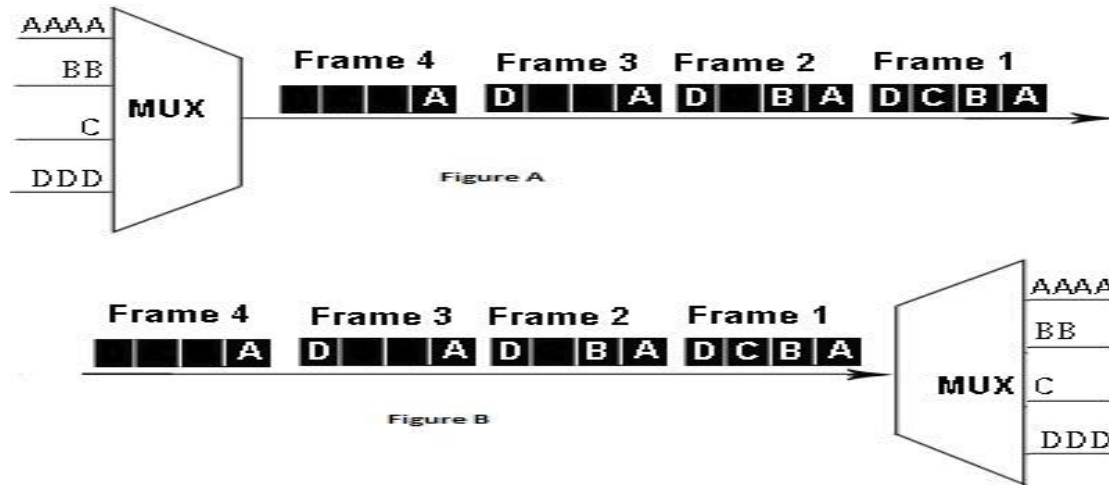 AAAA
BB
C
DDD
MUX
Frame 4 Frame 3 Frame 2 Frame 1
A D A D B A D C B A
Figure A
Frame 4 Frame 3 Frame 2 Frame 1
A D A D B A D C B A
Figure B
MUX
AAAA
BB
C
DDD